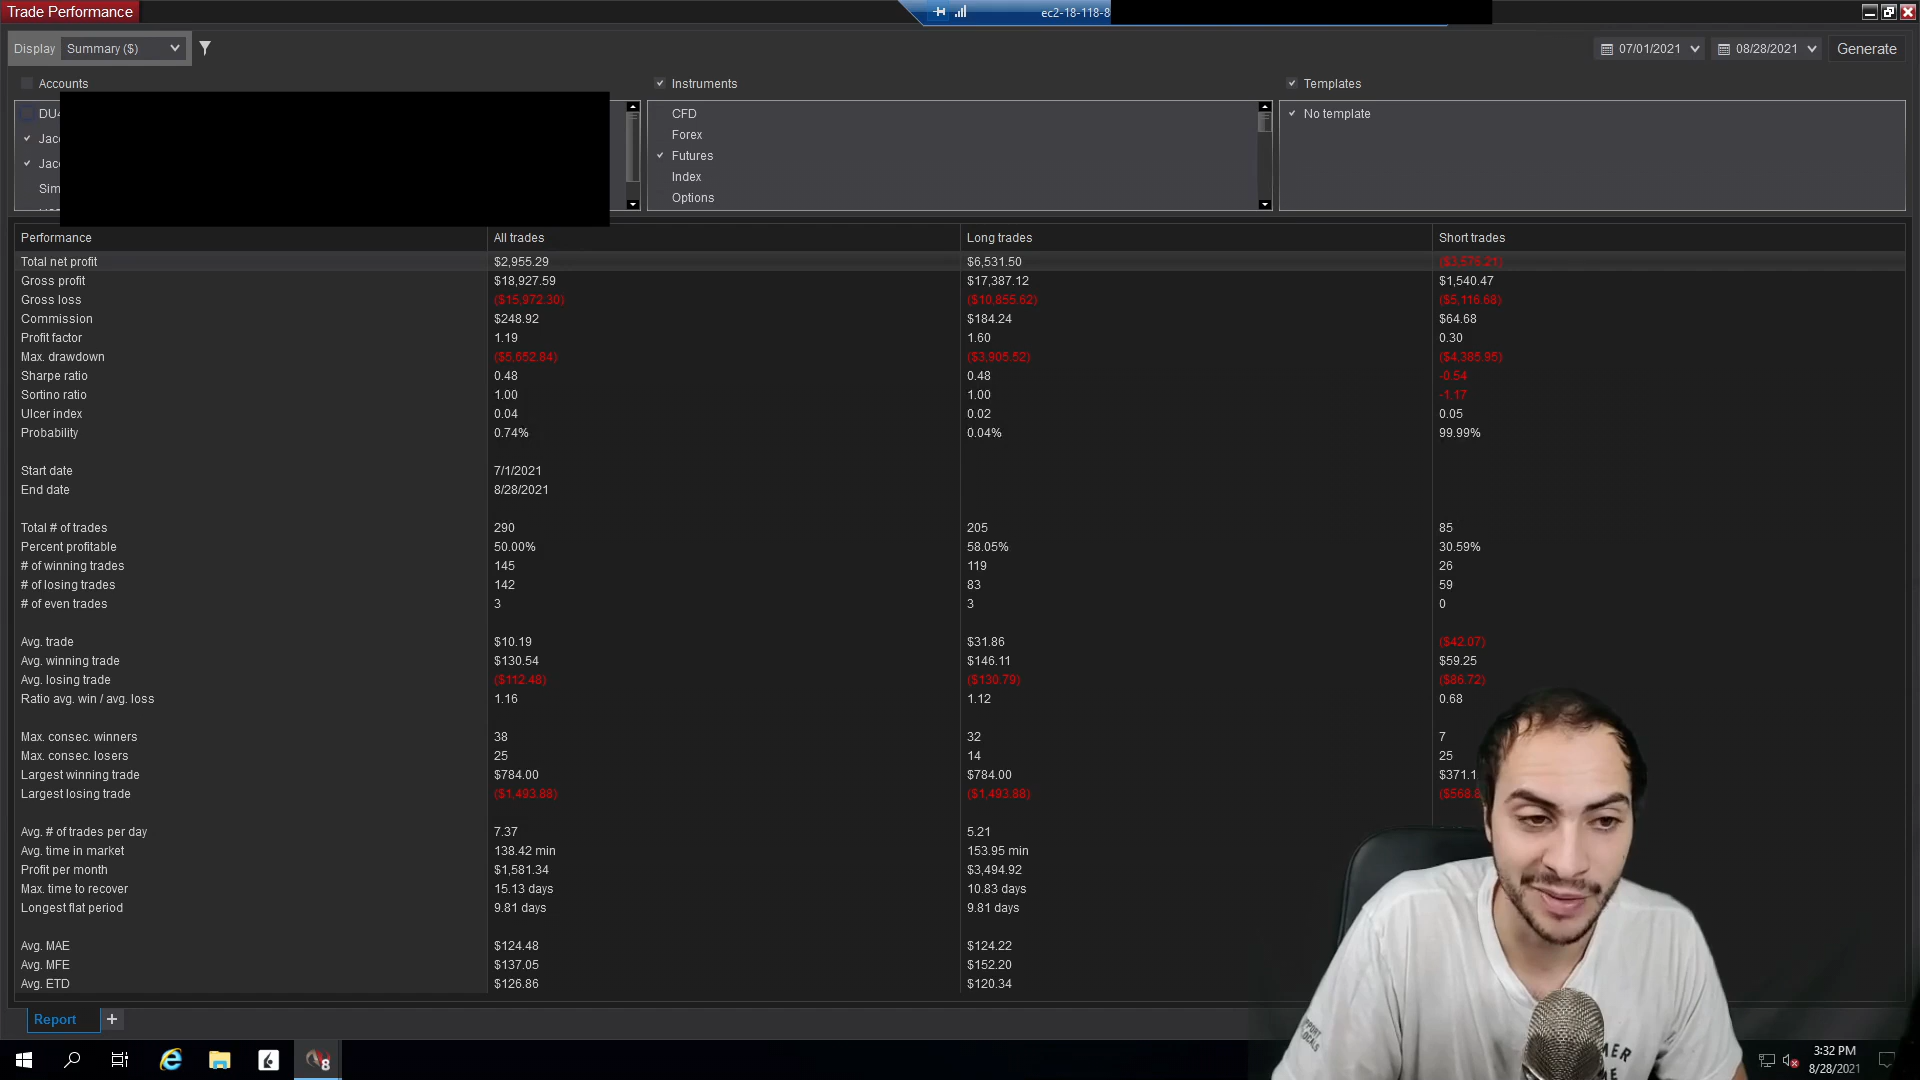 Trade Performance
ec2-18-118-8
Display Summary ($)
07/01/2021 08/28/2021 Generate
Accounts Instruments Templates
DU4 CFD No template
Jaco Forex
Jaco Futures
Sim Index
Options
Performance All trades Long trades Short trades
Total net profit $2,955.29 $6,531.50 ($3,576.21)
Gross profit $18,927.59 $17,387.12 $1,540.47
Gross loss ($15,972.30) ($10,855.62) ($5,116.68)
Commission $248.92 $184.24 $64.68
Profit factor 1.19 1.60 0.30
Max. drawdown ($5,652.84) ($3,905.52) ($4,385.95)
Sharpe ratio 0.48 0.48 -0.54
Sortino ratio 1.00 1.00 -1.17
Ulcer index 0.04 0.02 0.05
Probability 0.74% 0.04% 99.99%
Start date 7/1/2021
End date 8/28/2021
Total # of trades 290 205 85
Percent profitable 50.00% 58.05% 30.59%
# of winning trades 145 119 26
# of losing trades 142 83 59
# of even trades 3 3 0
Avg. trade $10.19 $31.86 ($42.07)
Avg. winning trade $130.54 $146.11 $59.25
Avg. losing trade ($112.48) ($130.79) ($86.72)
Ratio avg. win / avg. loss 1.16 1.12 0.68
Max. consec. winners 38 32 7
Max. consec. losers 25 14 25
Largest winning trade $784.00 $784.00 $371.1
Largest losing trade ($1,493.88) ($1,493.88) ($568.8
Avg. # of trades per day 7.37 5.21
Avg. time in market 138.42 min 153.95 min
Profit per month $1,581.34 $3,494.92
Max. time to recover 15.13 days 10.83 days
Longest flat period 9.81 days 9.81 days
Avg. MAE $124.48 $124.22
Avg. MFE $137.05 $152.20
Avg. ETD $126.86 $120.34
Report +
8
3:32 PM
8/28/2021